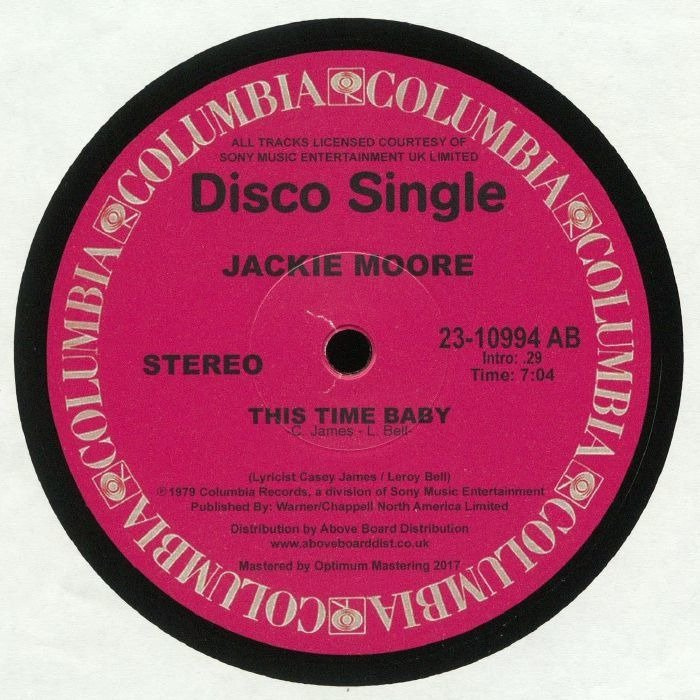 COLUMBIA COLUMBIA COLUMBIA COLUMBIA COLUMBIA COLUMBIA COLUMBIA COLUMBIA
ALL TRACKS LICENSED COURTESY OF
SONY MUSIC ENTERTAINMENT UK LIMITED
Disco Single
JACKIE MOORE
23-10994 AB
Intro: .29
STEREO
Time: 7:04
THIS TIME BABY
-C. James - L. Bell-
(Lyricist Casey James / Leroy Bell)
℗1979 Columbia Records, a division of Sony Music Entertainment
Published By: Warner/Chappell North America Limited
Distribution by Above Board Distribution
www.aboveboarddist.co.uk
Mastered by Optimum Mastering 2017